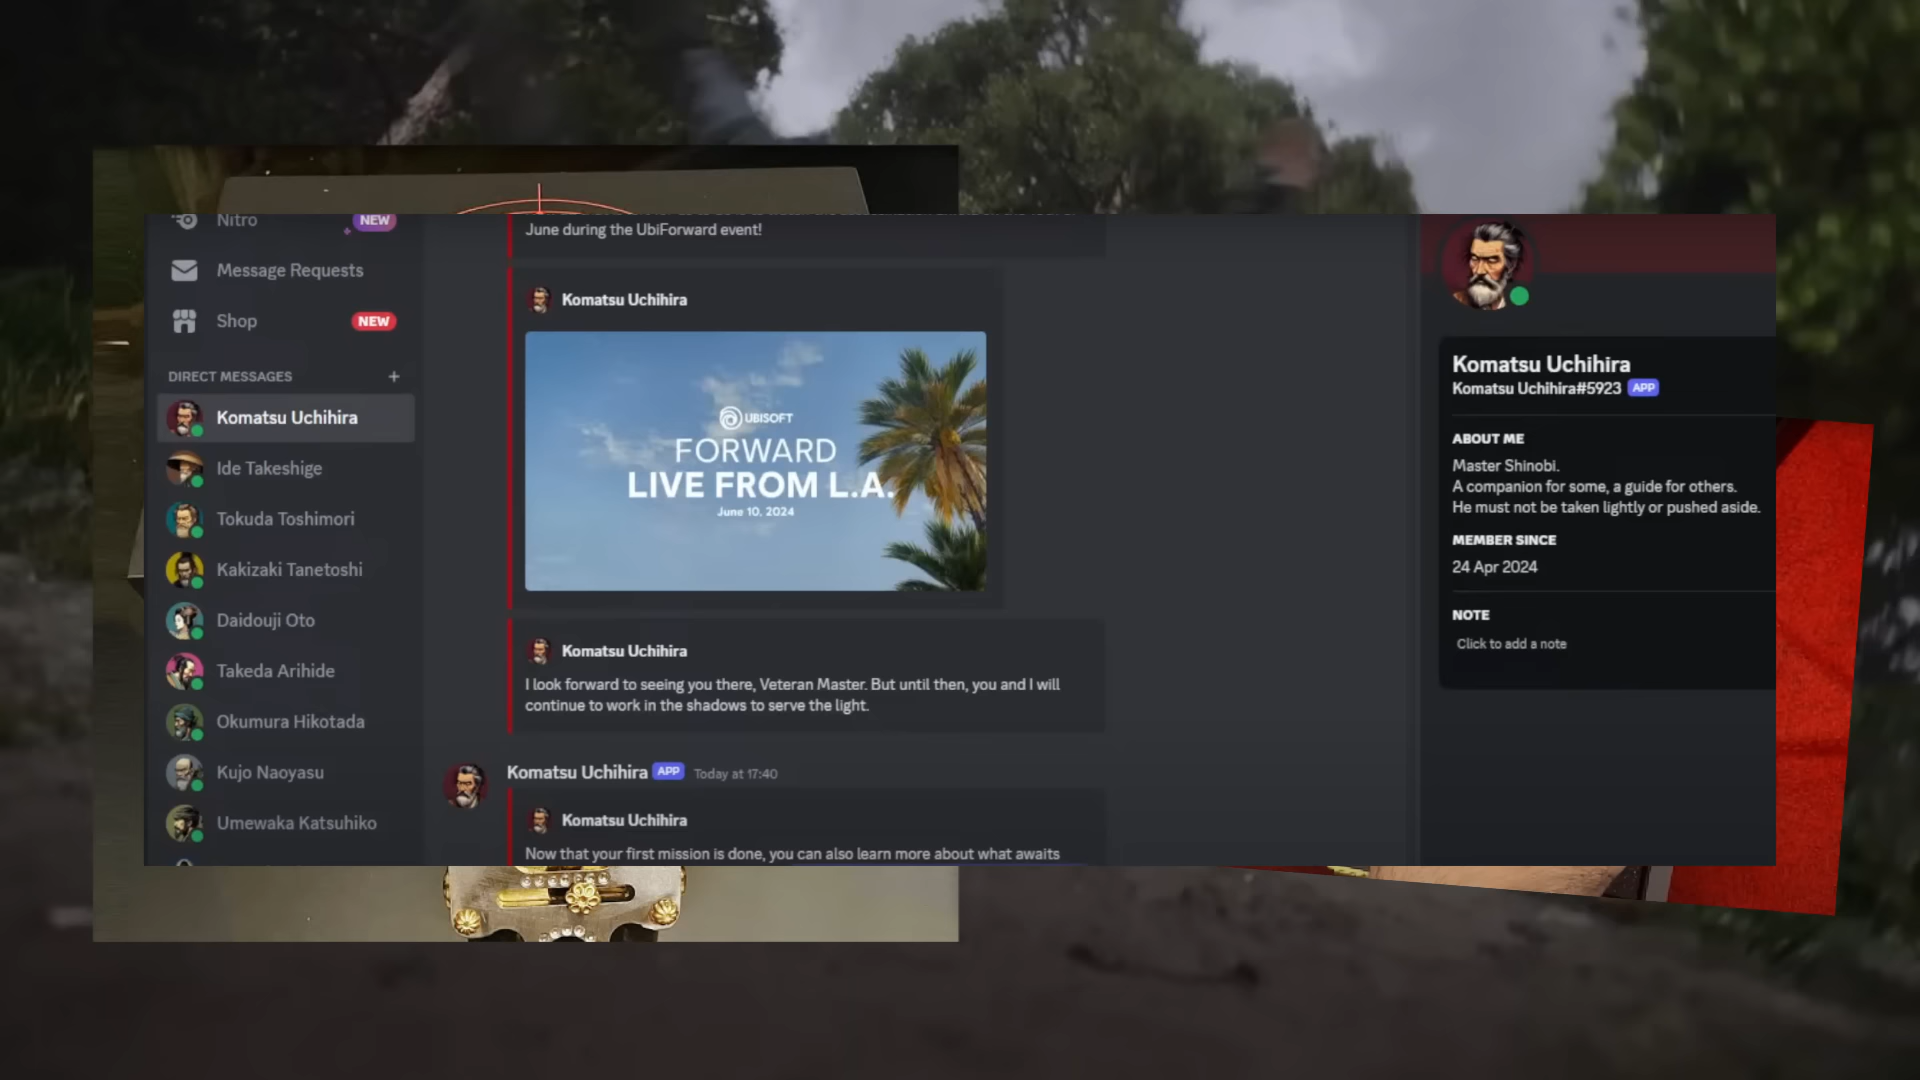 Nitro
NEW
Message Requests
Shop
NEW
DIRECT MESSAGES
+
Komatsu Uchihira
Ide Takeshige
Tokuda Toshimori
Kakizaki Tanetoshi
Daidouji Oto
Takeda Arihide
Okumura Hikotada
Kujo Naoyasu
Umewaka Katsuhiko
June during the UbiForward event!
Komatsu Uchihira
UBISOFT
FORWARD
LIVE FROM L.A.
June 10, 2024
Komatsu Uchihira
I look forward to seeing you there, Veteran Master. But until then, you and I will
continue to work in the shadows to serve the light.
Komatsu Uchihira APP Today at 17:40
Komatsu Uchihira
Now that your first mission is done, you can also learn more about what awaits
Komatsu Uchihira
Komatsu Uchihira#5923 APP
ABOUT ME
Master Shinobi.
A companion for some, a guide for others.
He must not be taken lightly or pushed aside.
MEMBER SINCE
24 Apr 2024
NOTE
Click to add a note